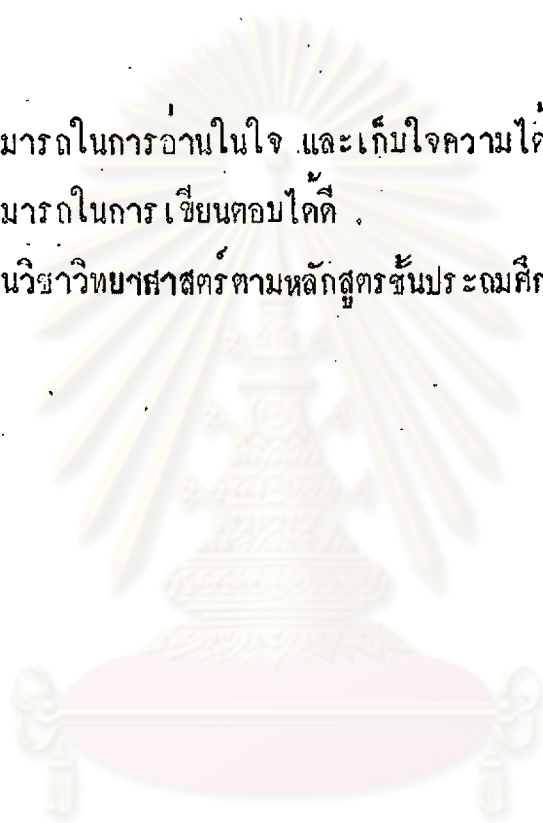 มารถในการอ่านในใจ และเก็บใจความได้
มารถในการเขียนตอบได้ดี
นวิชาวิทยาศาสตร์ตามหลักสูตรชั้นประถมศึก